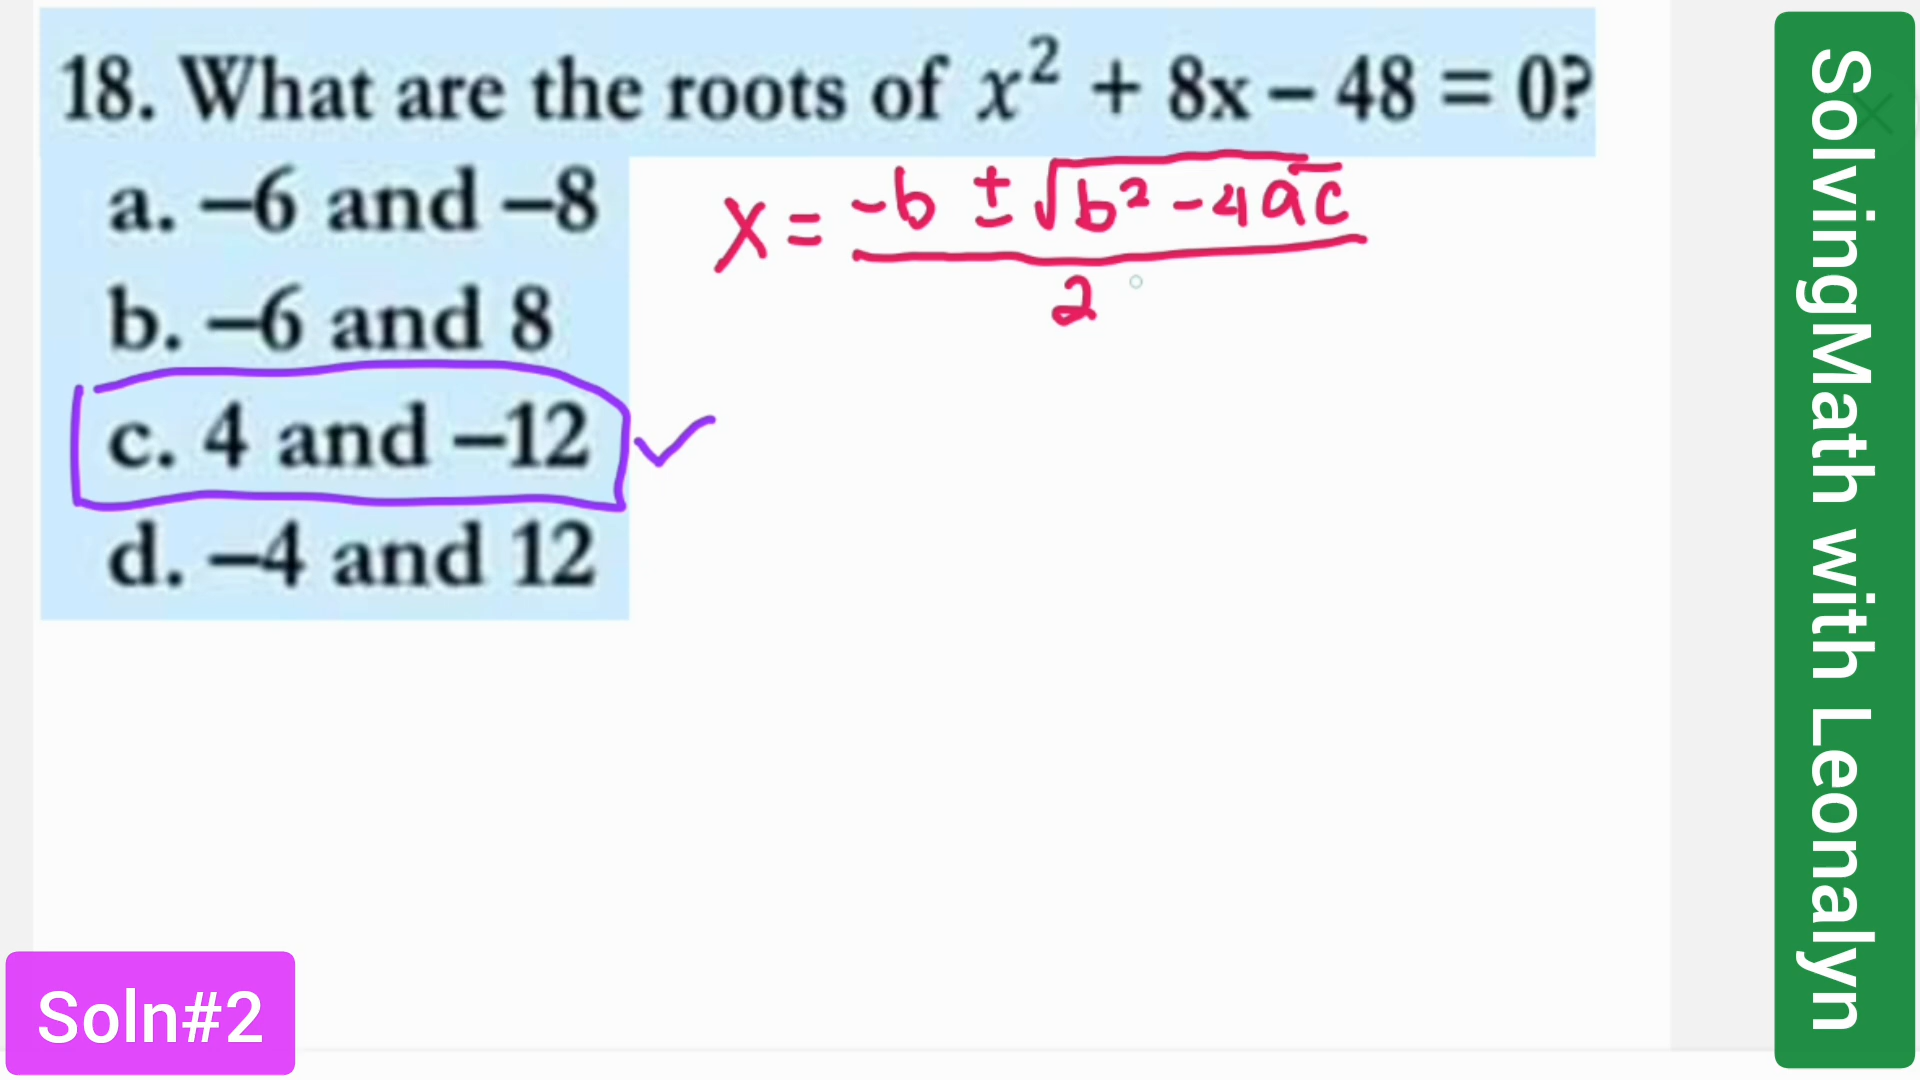 18. What are the roots of x² + 8x – 48 = 0?
a. –6 and –8
b. –6 and 8
c. 4 and –12
d. –4 and 12
x = -b ± √b² - 4ac
2
Soln#2
SolvingMath with Leonalyn